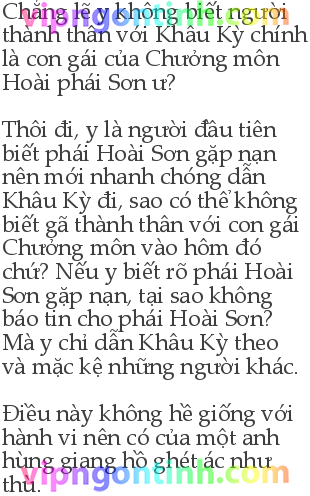 Chẳng lẽ y không biết người
thành thân với Khâu Kỳ chính
là con gái của Chưởng môn
Hoài phái Sơn ư?
Thôi đi, y là người đầu tiên
biết phái Hoài Sơn gặp nạn
nên mới nhanh chóng dẫn
Khâu Kỳ đi, sao có thể không
biết gã thành thân với con gái
Chưởng môn vào hôm đó
chứ? Nếu y biết rõ phái Hoài
Sơn gặp nạn, tại sao không
báo tin cho phái Hoài Sơn?
Mà y chỉ dẫn Khâu Kỳ theo
và mặc kệ những người khác.
Điều này không hề giống với
hành vi nên có của một anh
hùng giang hồ ghét ác như
thù.
vipngontinh.com
vipngontinh.com